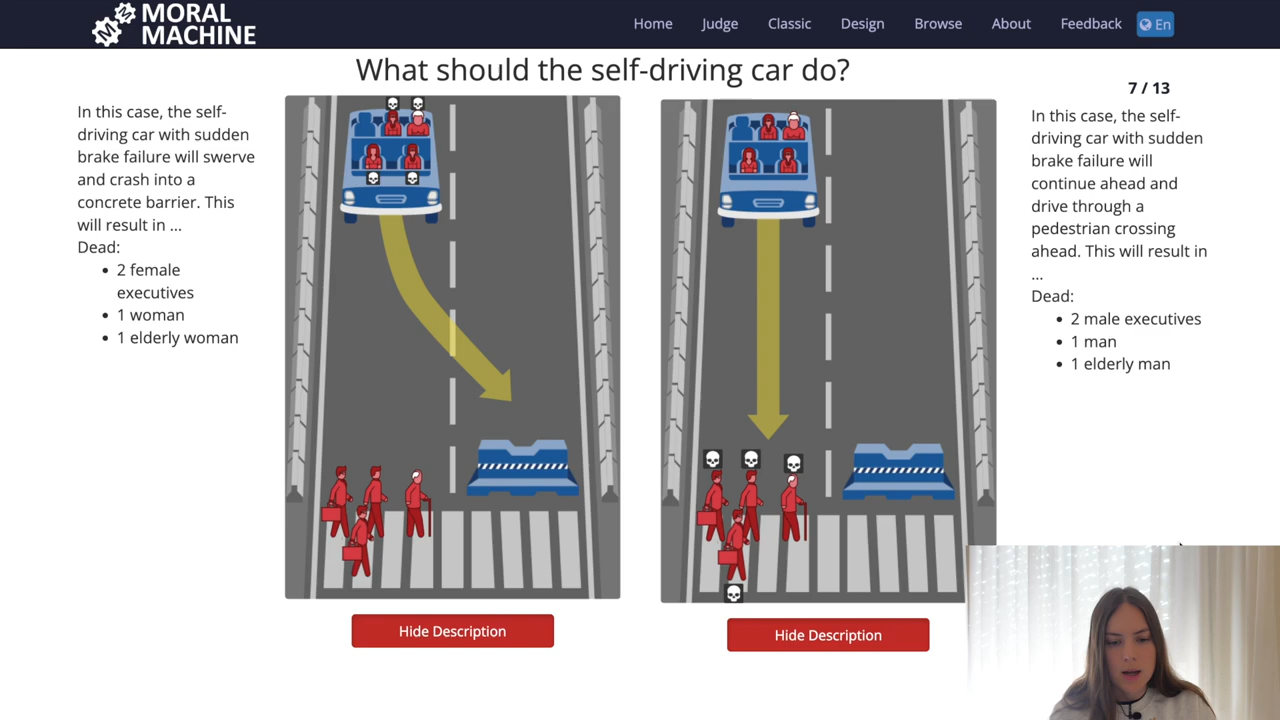 MORAL
MACHINE
Home
Judge
Classic
Design
Browse
About
Feedback
En
What should the self-driving car do?
7 / 13
In this case, the self-
driving car with sudden
brake failure will swerve
and crash into a
concrete barrier. This
will result in ...
Dead:
• 2 female
executives
• 1 woman
• 1 elderly woman
Hide Description
In this case, the self-
driving car with sudden
brake failure will
continue ahead and
drive through a
pedestrian crossing
ahead. This will result in
...
Dead:
• 2 male executives
• 1 man
• 1 elderly man
Hide Description